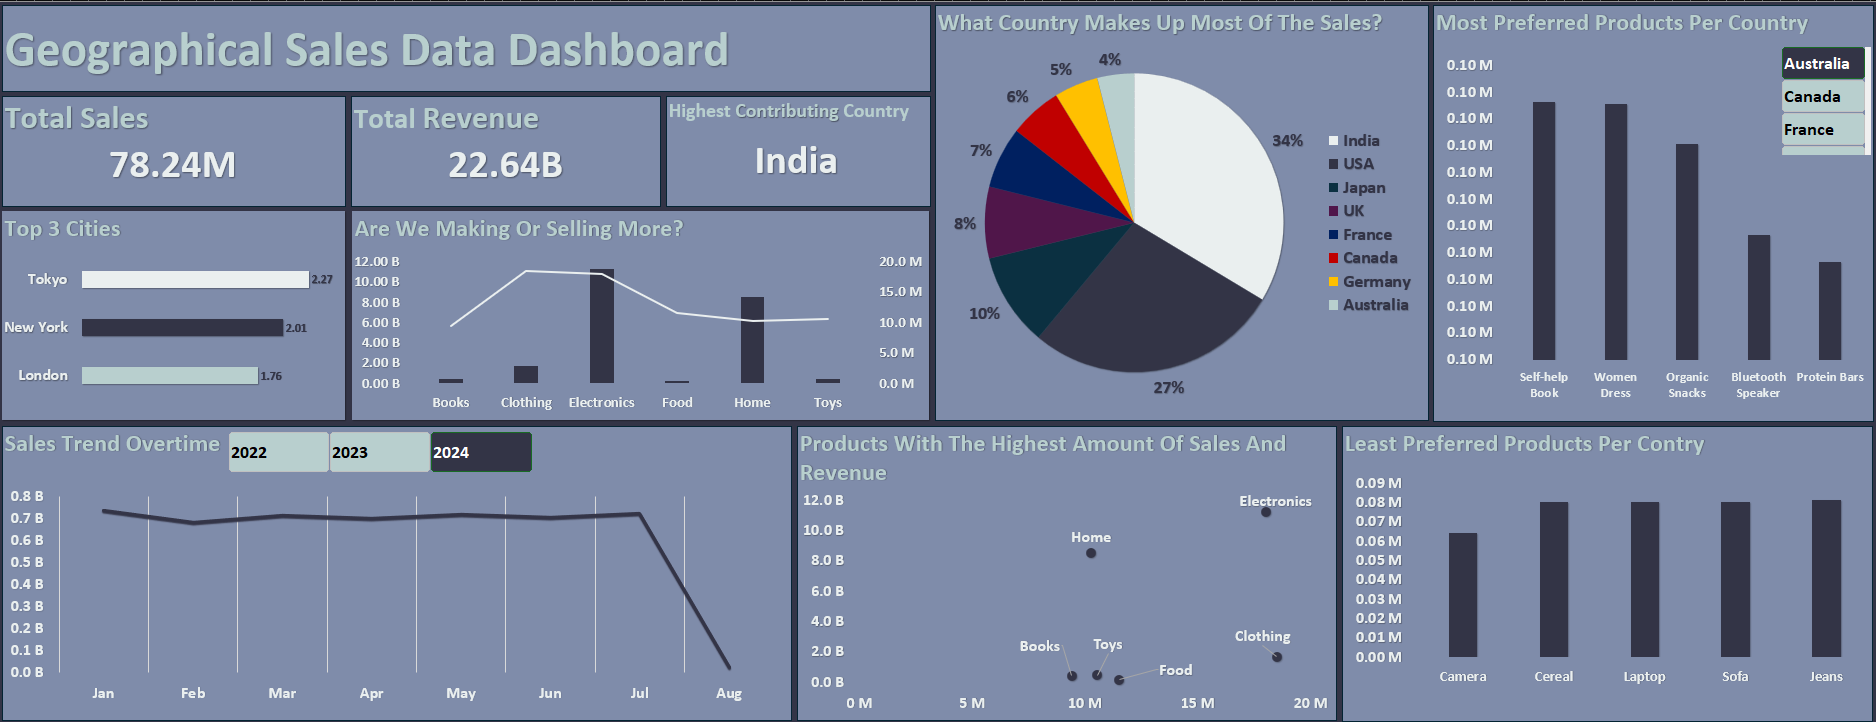 Geographical Sales Data Dashboard
Total Sales
78.24M
Total Revenue
22.64B
Highest Contributing Country
India
Top 3 Cities
Tokyo
2.27
New York
2.01
London
1.76
Are We Making Or Selling More?
12.00 B
10.00 B
8.00 B
6.00 B
4.00 B
2.00 B
0.00 B
20.0 M
15.0 M
10.0 M
5.0 M
0.0 M
Books Clothing Electronics Food Home Toys
What Country Makes Up Most Of The Sales?
34%
27%
10%
8%
7%
6%
5%
4%
India
USA
Japan
UK
France
Canada
Germany
Australia
Most Preferred Products Per Country
Australia
Canada
France
0.10 M
0.10 M
0.10 M
0.10 M
0.10 M
0.10 M
0.10 M
0.10 M
0.10 M
0.10 M
0.10 M
0.10 M
Self-help Book
Women Dress
Organic Snacks
Bluetooth Speaker
Protein Bars
Sales Trend Overtime
2022 2023 2024
0.8 B
0.7 B
0.6 B
0.5 B
0.4 B
0.3 B
0.2 B
0.1 B
0.0 B
Jan Feb Mar Apr May Jun Jul Aug
Products With The Highest Amount Of Sales And
Revenue
12.0 B
10.0 B
8.0 B
6.0 B
4.0 B
2.0 B
0.0 B
Electronics
Home
Clothing
Books
Toys
Food
0 M 5 M 10 M 15 M 20 M
Least Preferred Products Per Contry
0.09 M
0.08 M
0.07 M
0.06 M
0.05 M
0.04 M
0.03 M
0.02 M
0.01 M
0.00 M
Camera Cereal Laptop Sofa Jeans